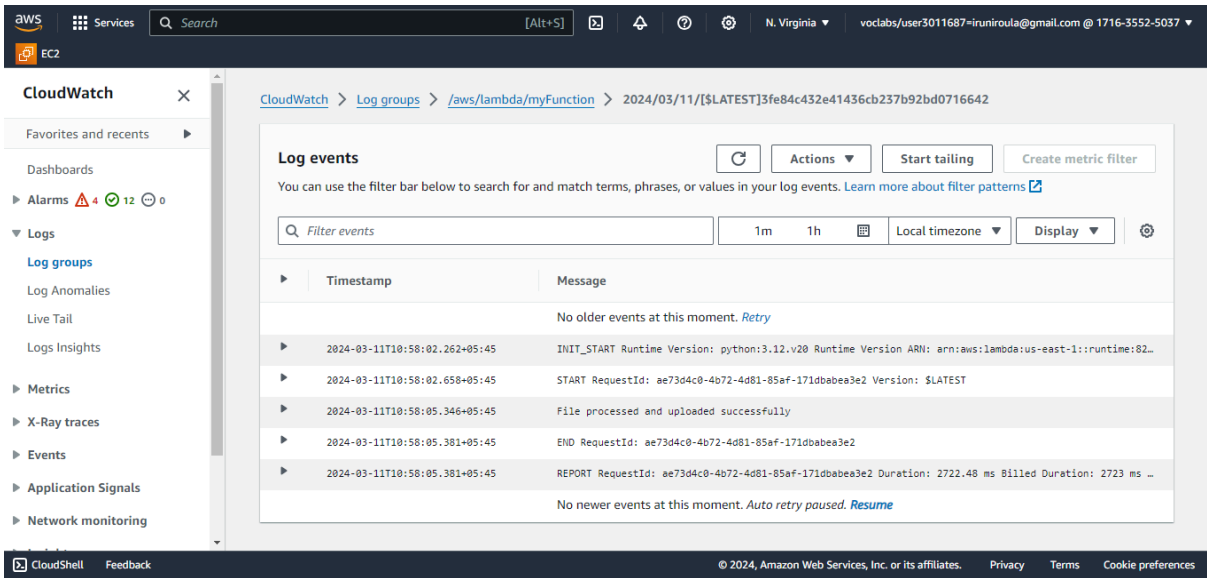 aws Services Search [Alt+S] N. Virginia voclabs/user3011687=iruniroula@gmail.com @ 1716-3552-5037
EC2
CloudWatch
Favorites and recents
Dashboards
Alarms 4 12 0
Logs
Log groups
Log Anomalies
Live Tail
Logs Insights
Metrics
X-Ray traces
Events
Application Signals
Network monitoring
CloudWatch > Log groups > /aws/lambda/myFunction > 2024/03/11/[$LATEST]3fe84c432e41436cb237b92bd0716642
Log events
Actions Start tailing Create metric filter
You can use the filter bar below to search for and match terms, phrases, or values in your log events. Learn more about filter patterns
Filter events 1m 1h Local timezone Display
Timestamp Message
No older events at this moment. Retry
2024-03-11T10:58:02.262+05:45 INIT_START Runtime Version: python:3.12.v20 Runtime Version ARN: arn:aws:lambda:us-east-1::runtime:82…
2024-03-11T10:58:02.658+05:45 START RequestId: ae73d4c0-4b72-4d81-85af-171dbabea3e2 Version: $LATEST
2024-03-11T10:58:05.346+05:45 File processed and uploaded successfully
2024-03-11T10:58:05.381+05:45 END RequestId: ae73d4c0-4b72-4d81-85af-171dbabea3e2
2024-03-11T10:58:05.381+05:45 REPORT RequestId: ae73d4c0-4b72-4d81-85af-171dbabea3e2 Duration: 2722.48 ms Billed Duration: 2723 ms …
No newer events at this moment. Auto retry paused. Resume
CloudShell Feedback © 2024, Amazon Web Services, Inc. or its affiliates. Privacy Terms Cookie preferences